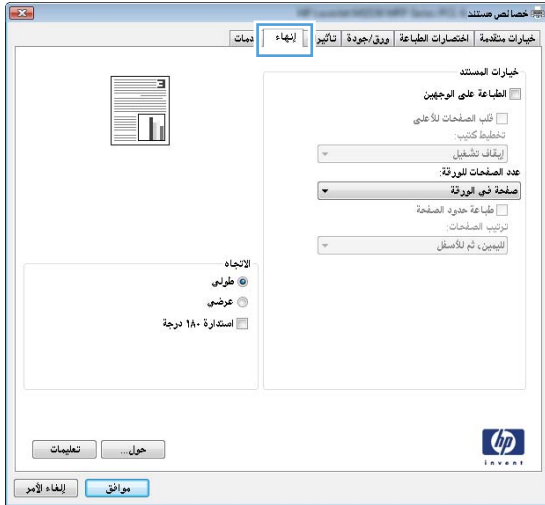 خصائص مستند
خيارات متقدمة
اختصارات الطباعة
ورق/جودة
تأثير
إنهاء
دمات
خيارات المستند
الطباعة على الوجهين
قلب الصفحات للأعلى
تخطيط كتيب:
إيقاف تشغيل
عدد الصفحات للورقة:
صفحة في الورقة
طباعة حدود الصفحة
ترتيب الصفحات:
لليمين، ثم للأسفل
الاتجاه
طولي
عرضي
استدارة ١٨٠ درجة
حول...
تعليمات
hp
invent
موافق
إلغاء الأمر